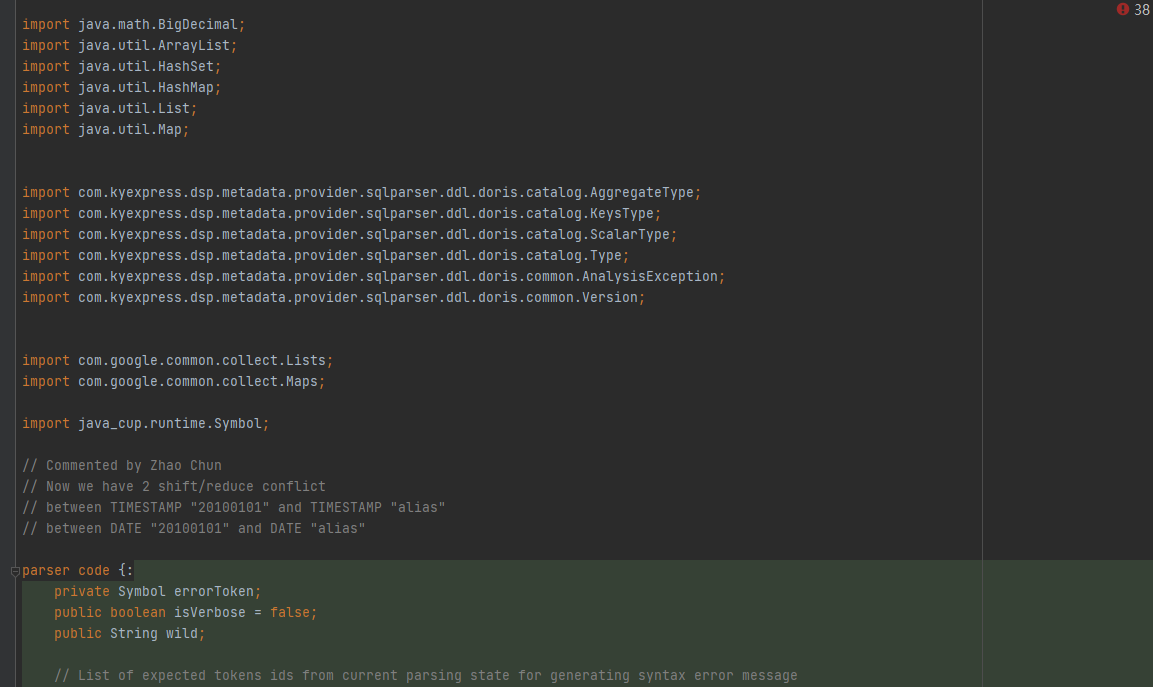 38
import java.math.BigDecimal;
import java.util.ArrayList;
import java.util.HashSet;
import java.util.HashMap;
import java.util.List;
import java.util.Map;
import com.kyexpress.dsp.metadata.provider.sqlparser.ddl.doris.catalog.AggregateType;
import com.kyexpress.dsp.metadata.provider.sqlparser.ddl.doris.catalog.KeysType;
import com.kyexpress.dsp.metadata.provider.sqlparser.ddl.doris.catalog.ScalarType;
import com.kyexpress.dsp.metadata.provider.sqlparser.ddl.doris.catalog.Type;
import com.kyexpress.dsp.metadata.provider.sqlparser.ddl.doris.common.AnalysisException;
import com.kyexpress.dsp.metadata.provider.sqlparser.ddl.doris.common.Version;
import com.google.common.collect.Lists;
import com.google.common.collect.Maps;
import java_cup.runtime.Symbol;
// Commented by Zhao Chun
// Now we have 2 shift/reduce conflict
// between TIMESTAMP "20100101" and TIMESTAMP "alias"
// between DATE "20100101" and DATE "alias"
parser code {:
private Symbol errorToken;
public boolean isVerbose = false;
public String wild;
// List of expected tokens ids from current parsing state for generating syntax error message